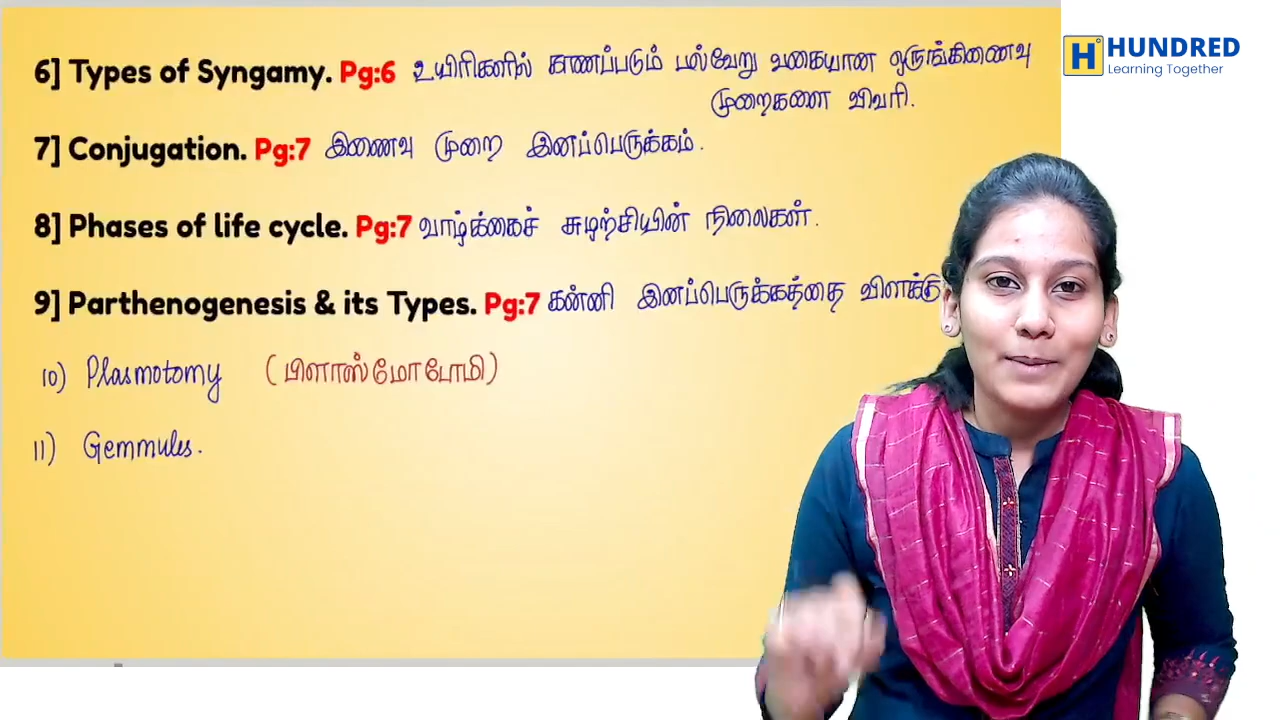 HUNDRED
Learning Together
6] Types of Syngamy. Pg:6 உயிரிகளில் காணப்படும் பல்வேறு வகையான ஒருங்கிணைவு
முறைகளை விவரி.
7] Conjugation. Pg:7 இணைவு முறை இனப்பெருக்கம்.
8] Phases of life cycle. Pg:7 வாழ்க்கைச் சுழற்சியின் நிலைகள்.
9] Parthenogenesis & its Types. Pg:7 கன்னி இனப்பெருக்கத்தை விளக்கு
10) Plasmotomy (பிளாஸ்மோடோமி)
11) Gemmules.